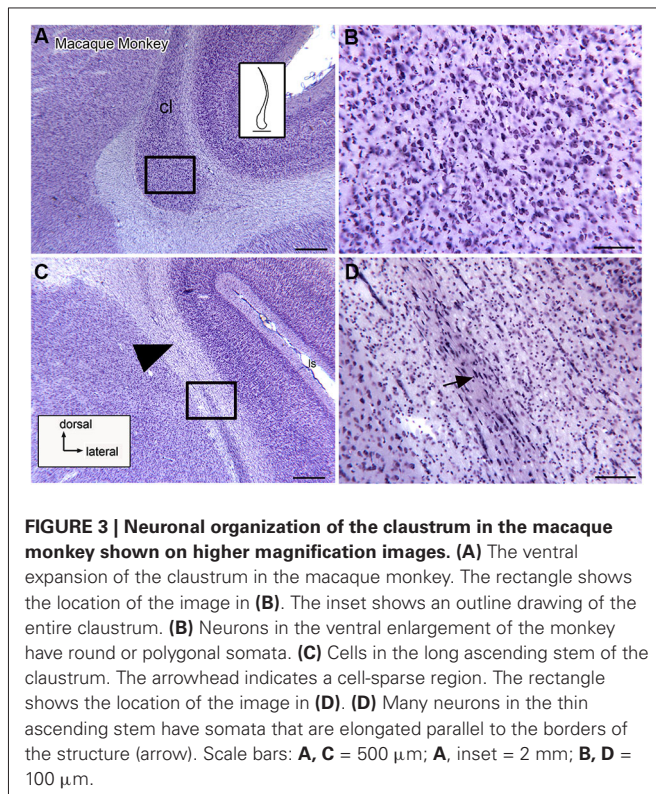 A
Macaque Monkey
cl
B
C
ls
dorsal
lateral
D
FIGURE 3 | Neuronal organization of the claustrum in the macaque
monkey shown on higher magnification images. (A) The ventral
expansion of the claustrum in the macaque monkey. The rectangle shows
the location of the image in (B). The inset shows an outline drawing of the
entire claustrum. (B) Neurons in the ventral enlargement of the monkey
have round or polygonal somata. (C) Cells in the long ascending stem of the
claustrum. The arrowhead indicates a cell-sparse region. The rectangle
shows the location of the image in (D). (D) Many neurons in the thin
ascending stem have somata that are elongated parallel to the borders of
the structure (arrow). Scale bars: A, C = 500 μm; A, inset = 2 mm; B, D =
100 μm.